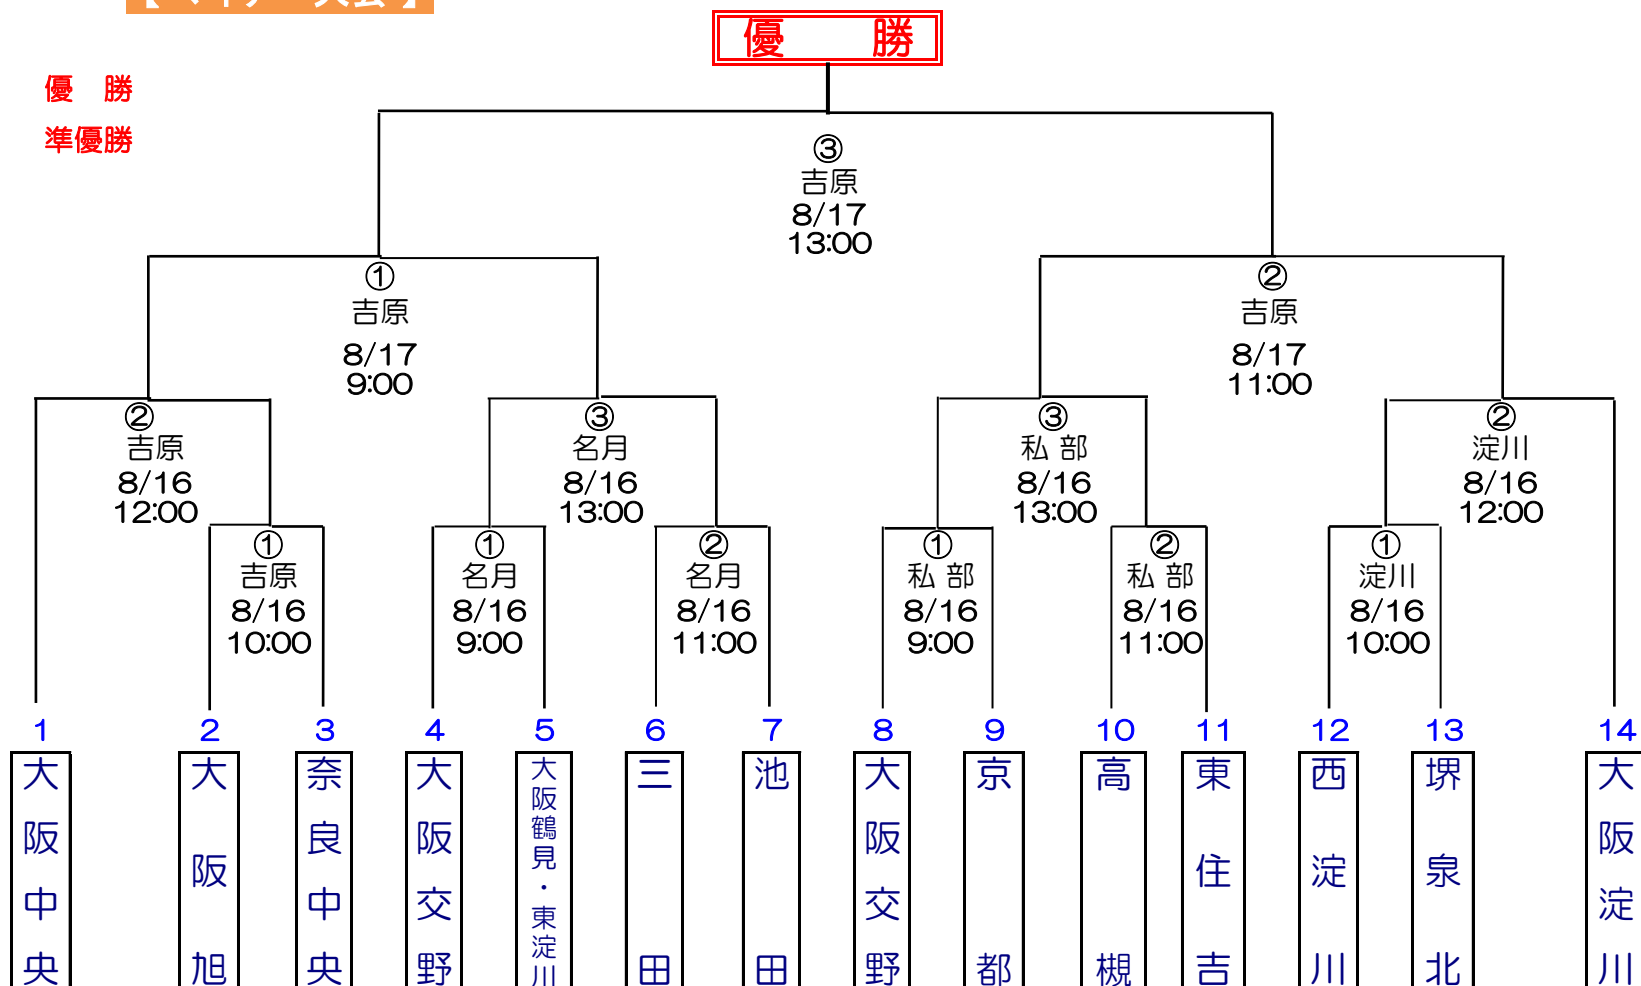 優 勝
優 勝
準優勝
③
吉原
8/17
13:00
①
吉原
8/17
9:00
②
吉原
8/17
11:00
②
吉原
8/16
12:00
③
名月
8/16
13:00
③
私 部
8/16
13:00
②
淀川
8/16
12:00
①
吉原
8/16
10:00
①
名月
8/16
9:00
②
名月
8/16
11:00
①
私 部
8/16
9:00
②
私 部
8/16
11:00
①
淀川
8/16
10:00
1 2 3 4 5 6 7 8 9 10 11 12 13 14
大阪中央
大阪旭
奈良中央
大阪交野
大阪鶴見・東淀川
三田
池田
大阪交野
京都
高槻
東住吉
西淀川
堺泉北
大阪淀川